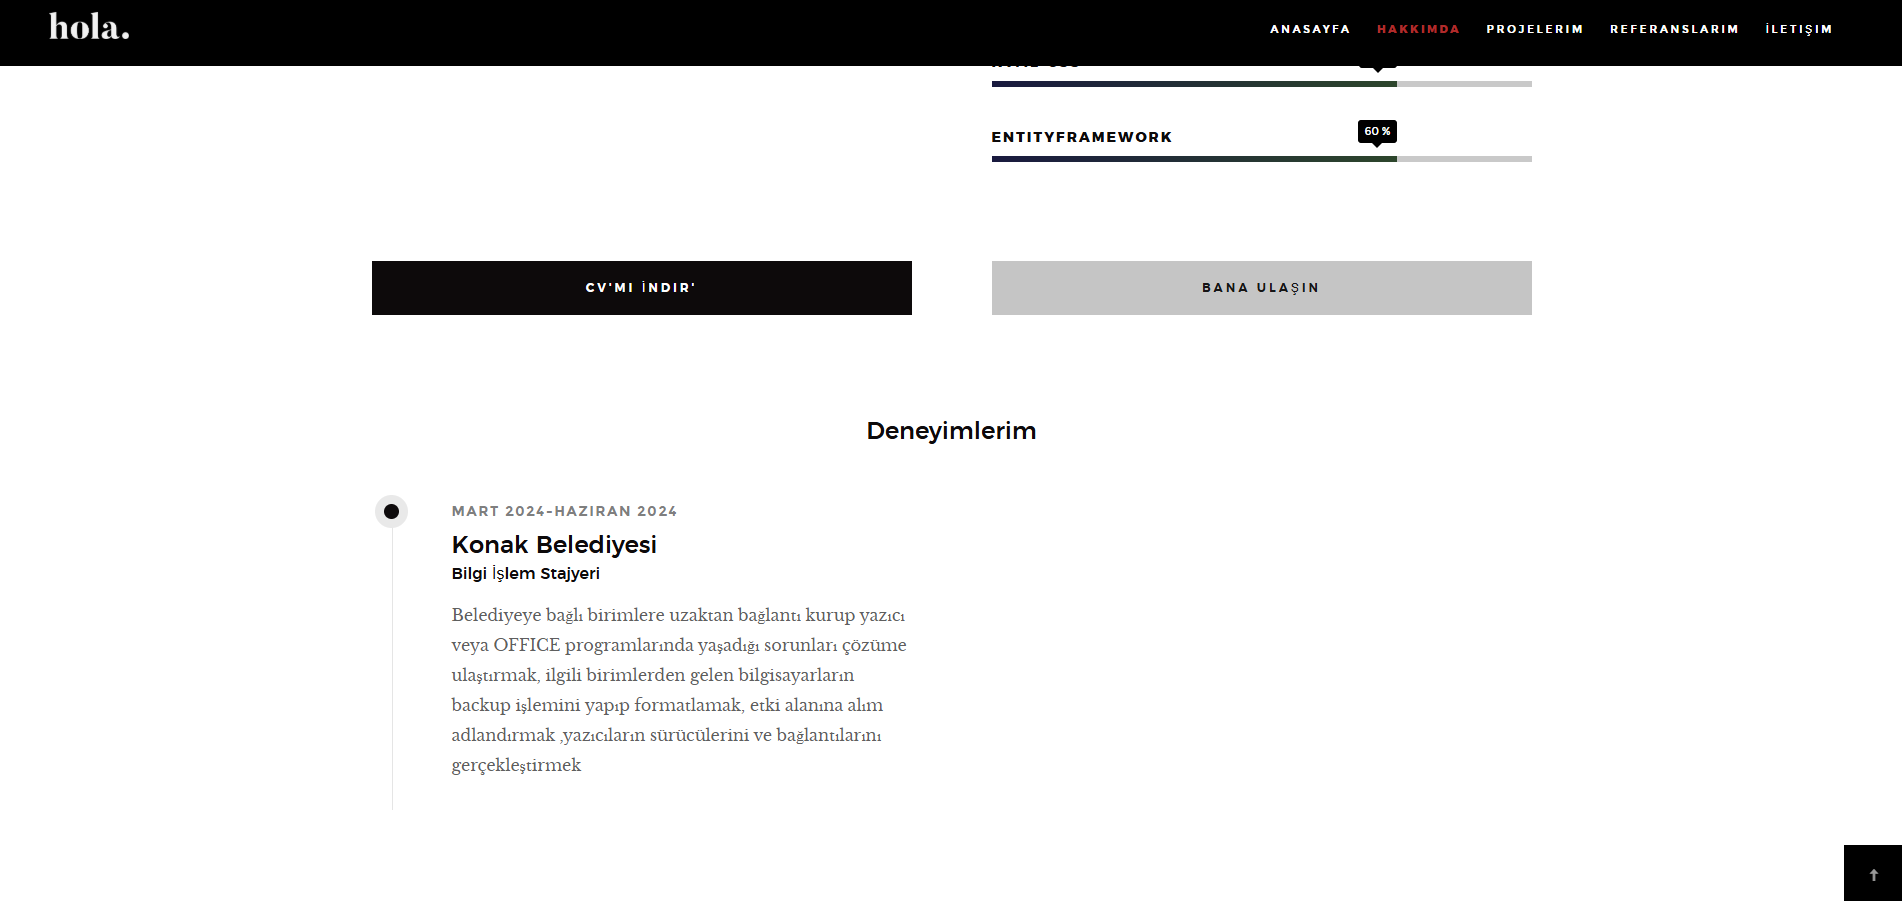 hola.
ANASAYFA HAKKIMDA PROJELERIM REFERANSLARIM İLETIŞIM
ENTITYFRAMEWORK 60 %
CV'MI İNDIR' BANA ULAŞIN
Deneyimlerim
MART 2024-HAZIRAN 2024
Konak Belediyesi
Bilgi İşlem Stajyeri
Belediyeye bağlı birimlere uzaktan bağlantı kurup yazıcı
veya OFFICE programlarında yaşadığı sorunları çözüme
ulaştırmak, ilgili birimlerden gelen bilgisayarların
backup işlemini yapıp formatlamak, etki alanına alım
adlandırmak ,yazıcıların sürücülerini ve bağlantılarını
gerçekleştirmek